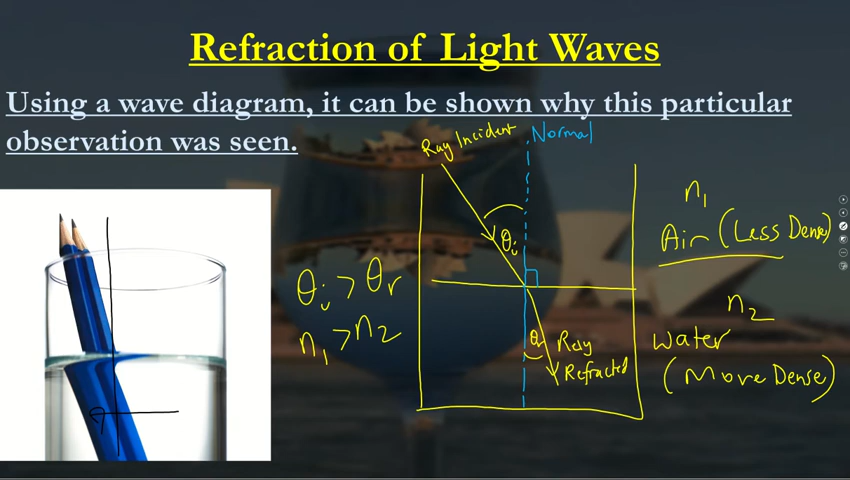 Refraction of Light Waves
Using a wave diagram, it can be shown why this particular
observation was seen.
Ray Incident
Normal
θi
n1
Air (Less Dense)
θi > θr
n1 > n2
n2
Water
(More Dense)
θr
Ray
Refracted